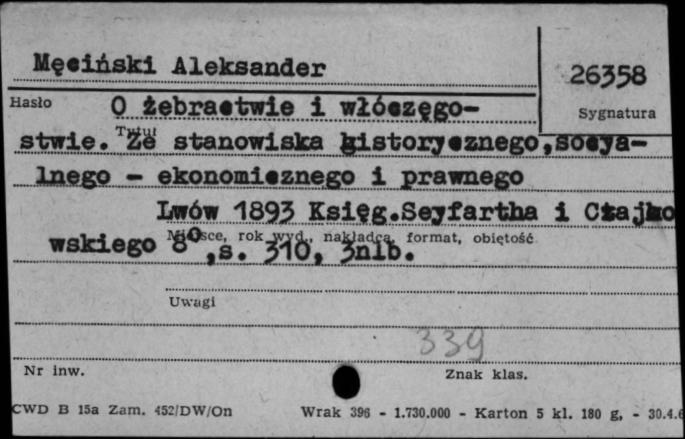 Męciński Aleksander
26358
Hasło
Sygnatura
O żebractwie i włóczęgo-
Tytuł
stwie. Ze stanowiska historycznego,socya-
lnego - ekonomicznego i prawnego
Lwów 1893 Księg.Seyfartha i Czajko
Miejsce, rok wyd., nakładca, format, objętość
wskiego 8° ,s. 310, 3nlb.
Uwagi
339
Nr inw.
Znak klas.
CWD B 15a Zam. 452/DW/On
Wrak 396 - 1.730.000 - Karton 5 kl. 180 g, - 30.4.6